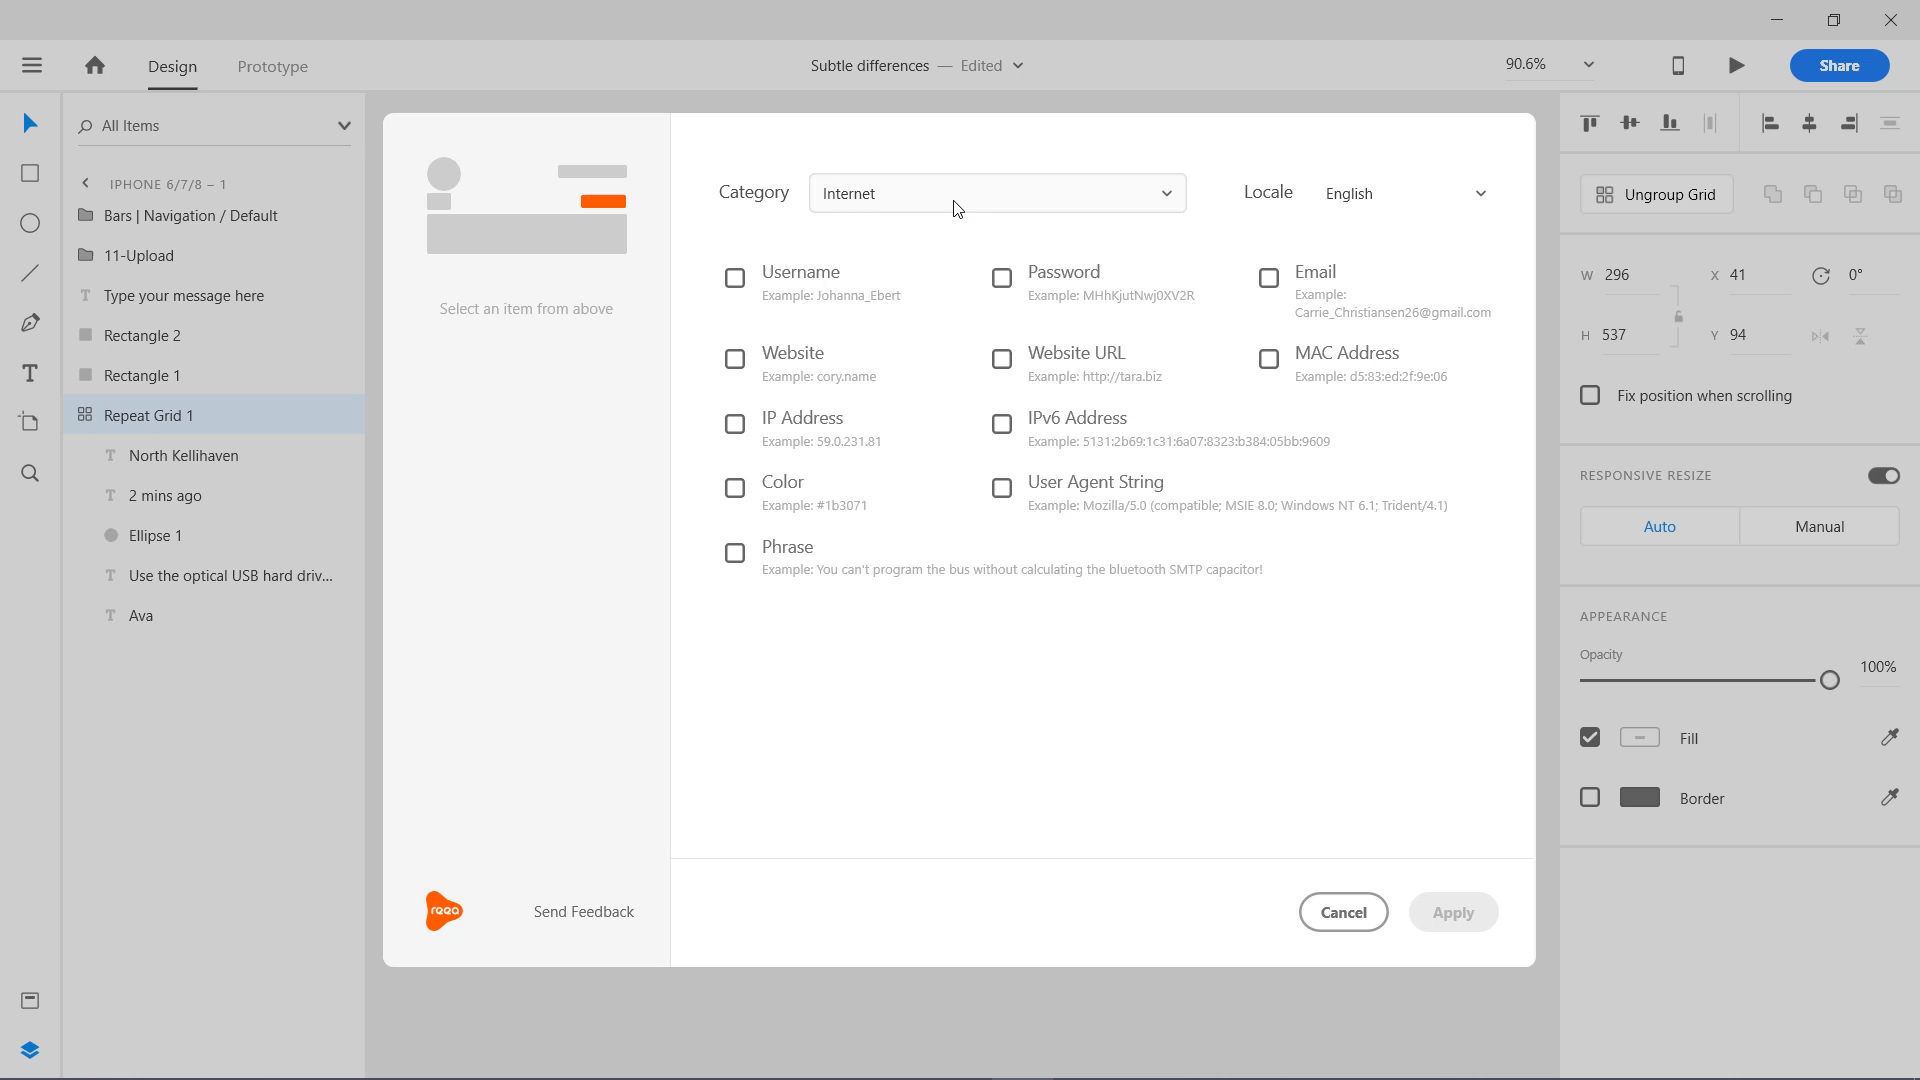 Design
Prototype
Subtle differences — Edited
90.6%
Share
All Items
IPHONE 6/7/8 – 1
Bars | Navigation / Default
11-Upload
Type your message here
Rectangle 2
Rectangle 1
Repeat Grid 1
North Kellihaven
2 mins ago
Ellipse 1
Use the optical USB hard driv...
Ava
Select an item from above
reea
Send Feedback
Category
Internet
Locale
English
Username
Example: Johanna_Ebert
Password
Example: MHhKjutNwj0XV2R
Email
Example:
Carrie_Christiansen26@gmail.com
Website
Example: cory.name
Website URL
Example: http://tara.biz
MAC Address
Example: d5:83:ed:2f:9e:06
IP Address
Example: 59.0.231.81
IPv6 Address
Example: 5131:2b69:1c31:6a07:8323:b384:05bb:9609
Color
Example: #1b3071
User Agent String
Example: Mozilla/5.0 (compatible; MSIE 8.0; Windows NT 6.1; Trident/4.1)
Phrase
Example: You can't program the bus without calculating the bluetooth SMTP capacitor!
Cancel
Apply
Ungroup Grid
W 296
X 41
0°
H 537
Y 94
Fix position when scrolling
RESPONSIVE RESIZE
Auto
Manual
APPEARANCE
Opacity
100%
Fill
Border